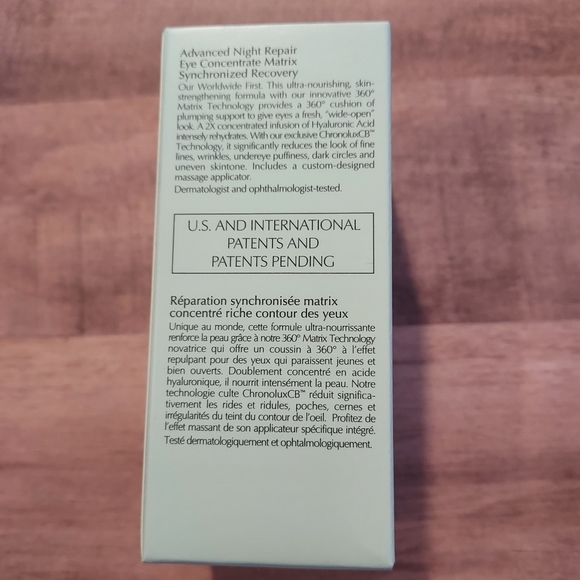 Advanced Night Repair
Eye Concentrate Matrix
Synchronized Recovery
Our Worldwide First. This ultra-nourishing, skin-
strengthening formula with our innovative 360°
Matrix Technology provides a 360° cushion of
plumping support to give eyes a fresh, "wide-open"
look. A 2X concentrated infusion of Hyaluronic Acid
intensely rehydrates. With our exclusive ChronoluxCB™
Technology, it significantly reduces the look of fine
lines, wrinkles, undereye puffiness, dark circles and
uneven skintone. Includes a custom-designed
massage applicator.
Dermatologist and ophthalmologist-tested.
U.S. AND INTERNATIONAL
PATENTS AND
PATENTS PENDING
Réparation synchronisée matrix
concentré riche contour des yeux
Unique au monde, cette formule ultra-nourrissante
renforce la peau grâce à notre 360° Matrix Technology
novatrice qui offre un coussin à 360° à l'effet
repulpant pour des yeux qui paraissent jeunes et
bien ouverts. Doublement concentré en acide
hyaluronique, il nourrit intensément la peau. Notre
technologie culte ChronoluxCB™ réduit significa-
tivement les rides et ridules, poches, cernes et
irrégularités du teint du contour de l'oeil. Profitez de
l'effet massant de son applicateur spécifique intégré.
Testé dermatologiquement et ophtalmologiquement.